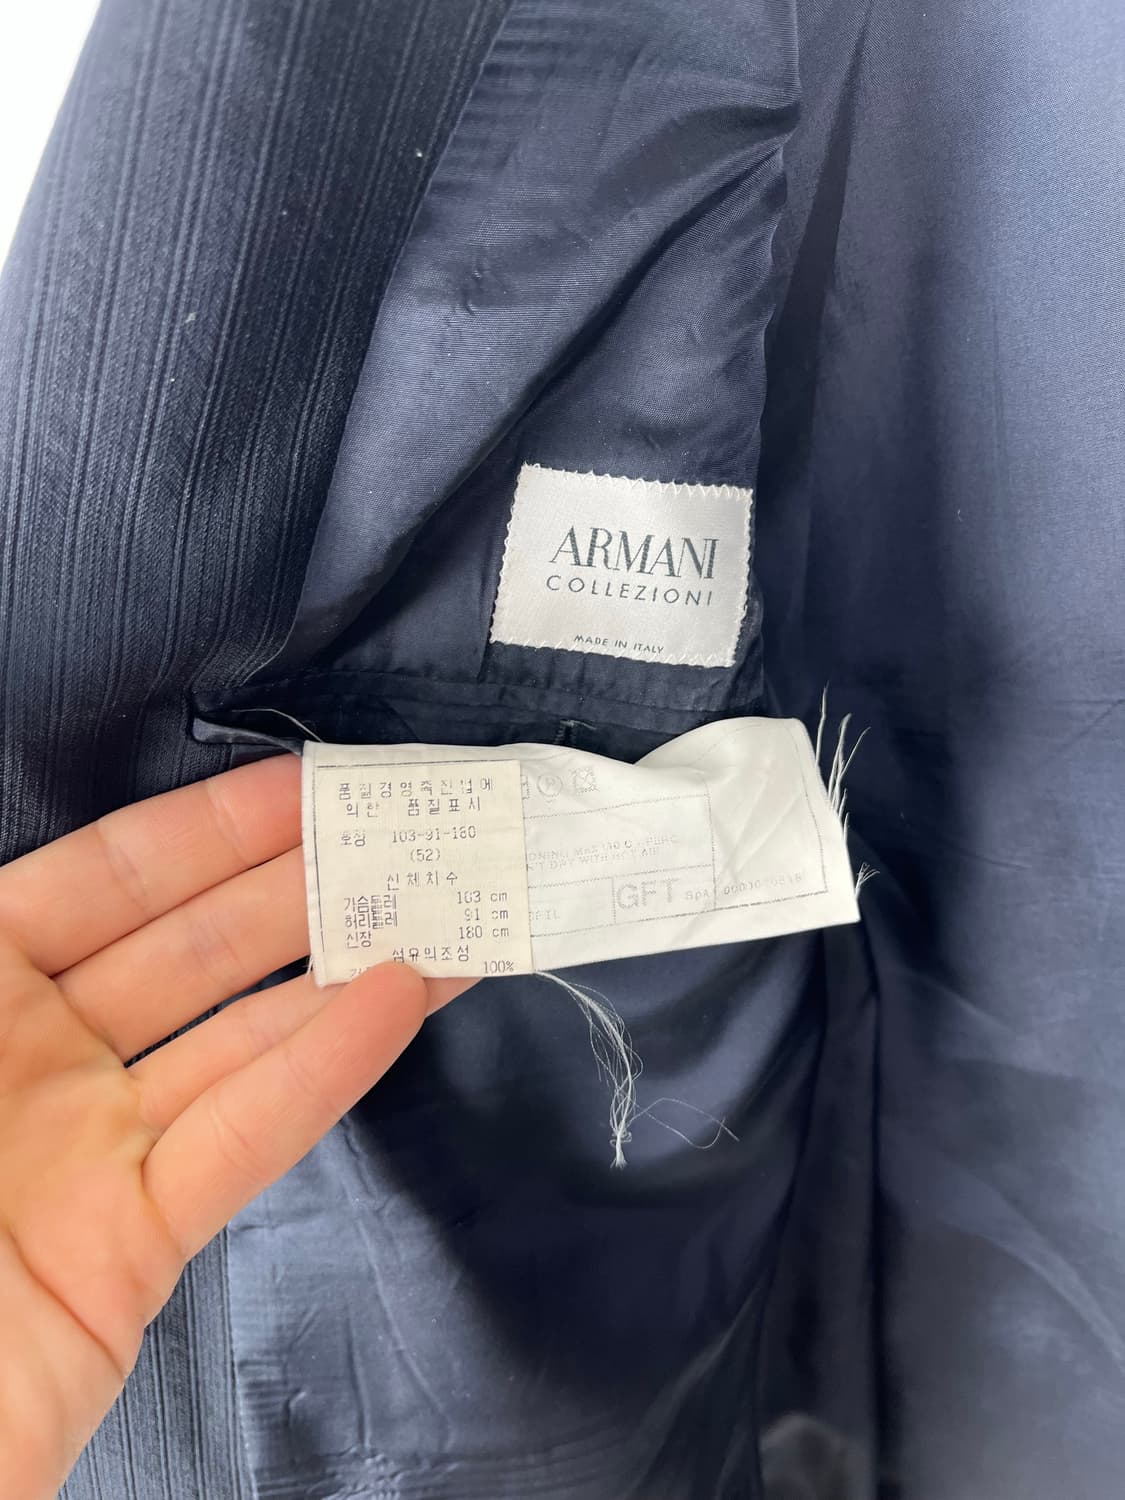 ARMANI
COLLEZIONI
MADE IN ITALY
품질경영촉진법에
의한 품질표시
호칭 103-91-180
(52)
신체치수
가슴둘레 103 cm
허리둘레 91 cm
신장 180 cm
섬유의조성
100%
GFT SpA